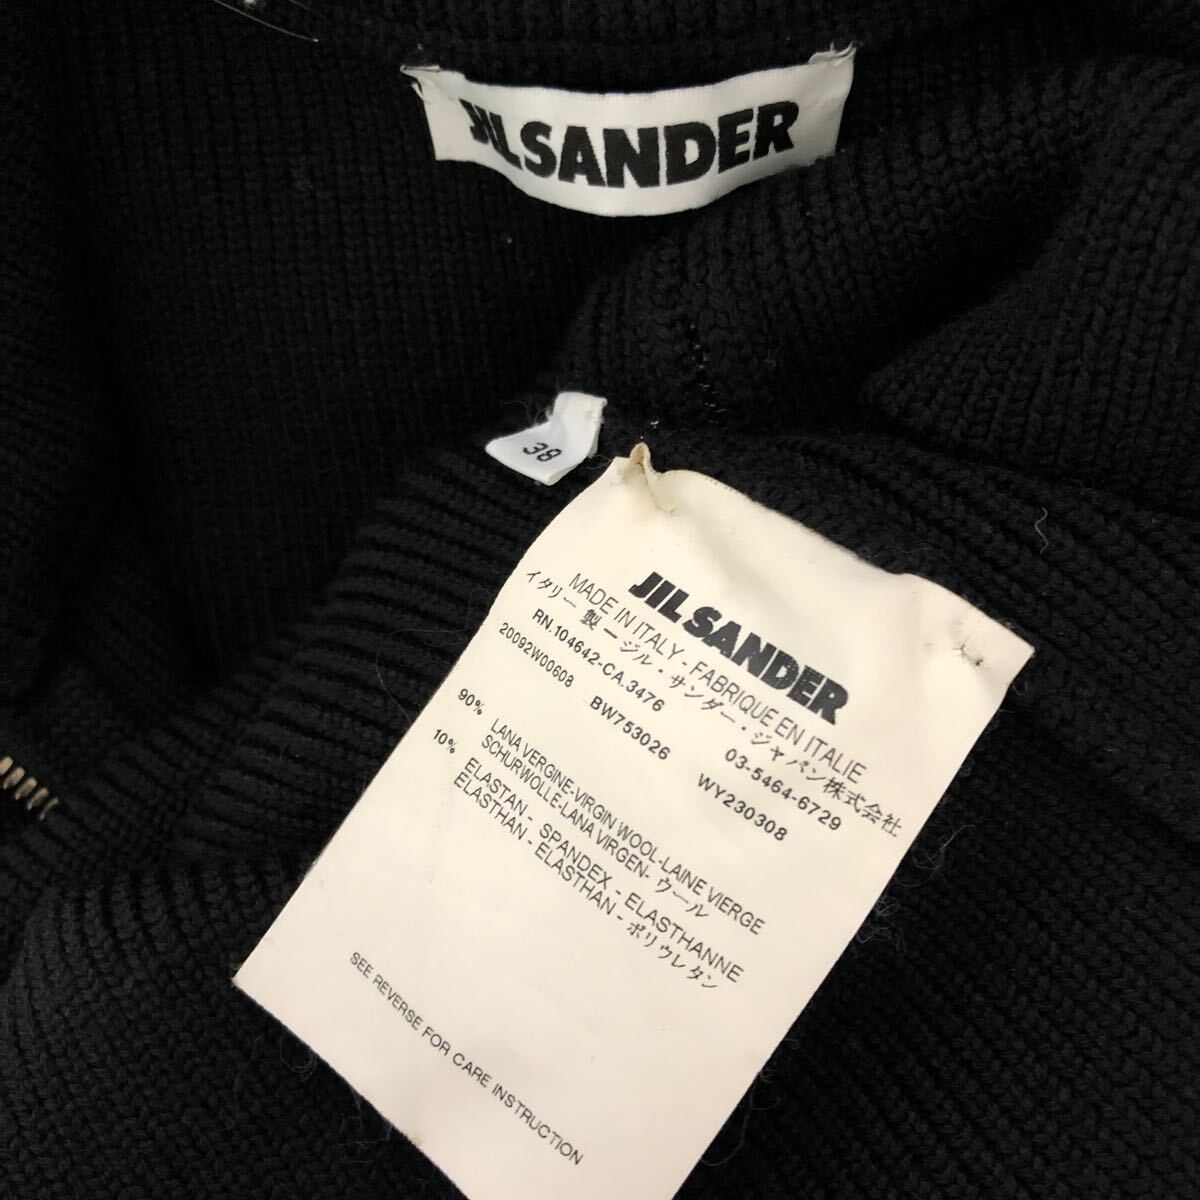 JIL SANDER
38
JIL SANDER
MADE IN ITALY - FABRIQUE EN ITALIE
イタリー製ージル・サンダー・ジャパン株式会社
RN.104642-CA.3476 03-5464-6729
20092W00608 BW753026 WY230308
90% LANA VERGINE-VIRGIN WOOL-LAINE VIERGE
SCHURWOLLE-LANA VIRGEN- ウール
10% ELASTAN - SPANDEX - ELASTHANNE
ELASTHAN - ELASTHAN - ポリウレタン
SEE REVERSE FOR CARE INSTRUCTION